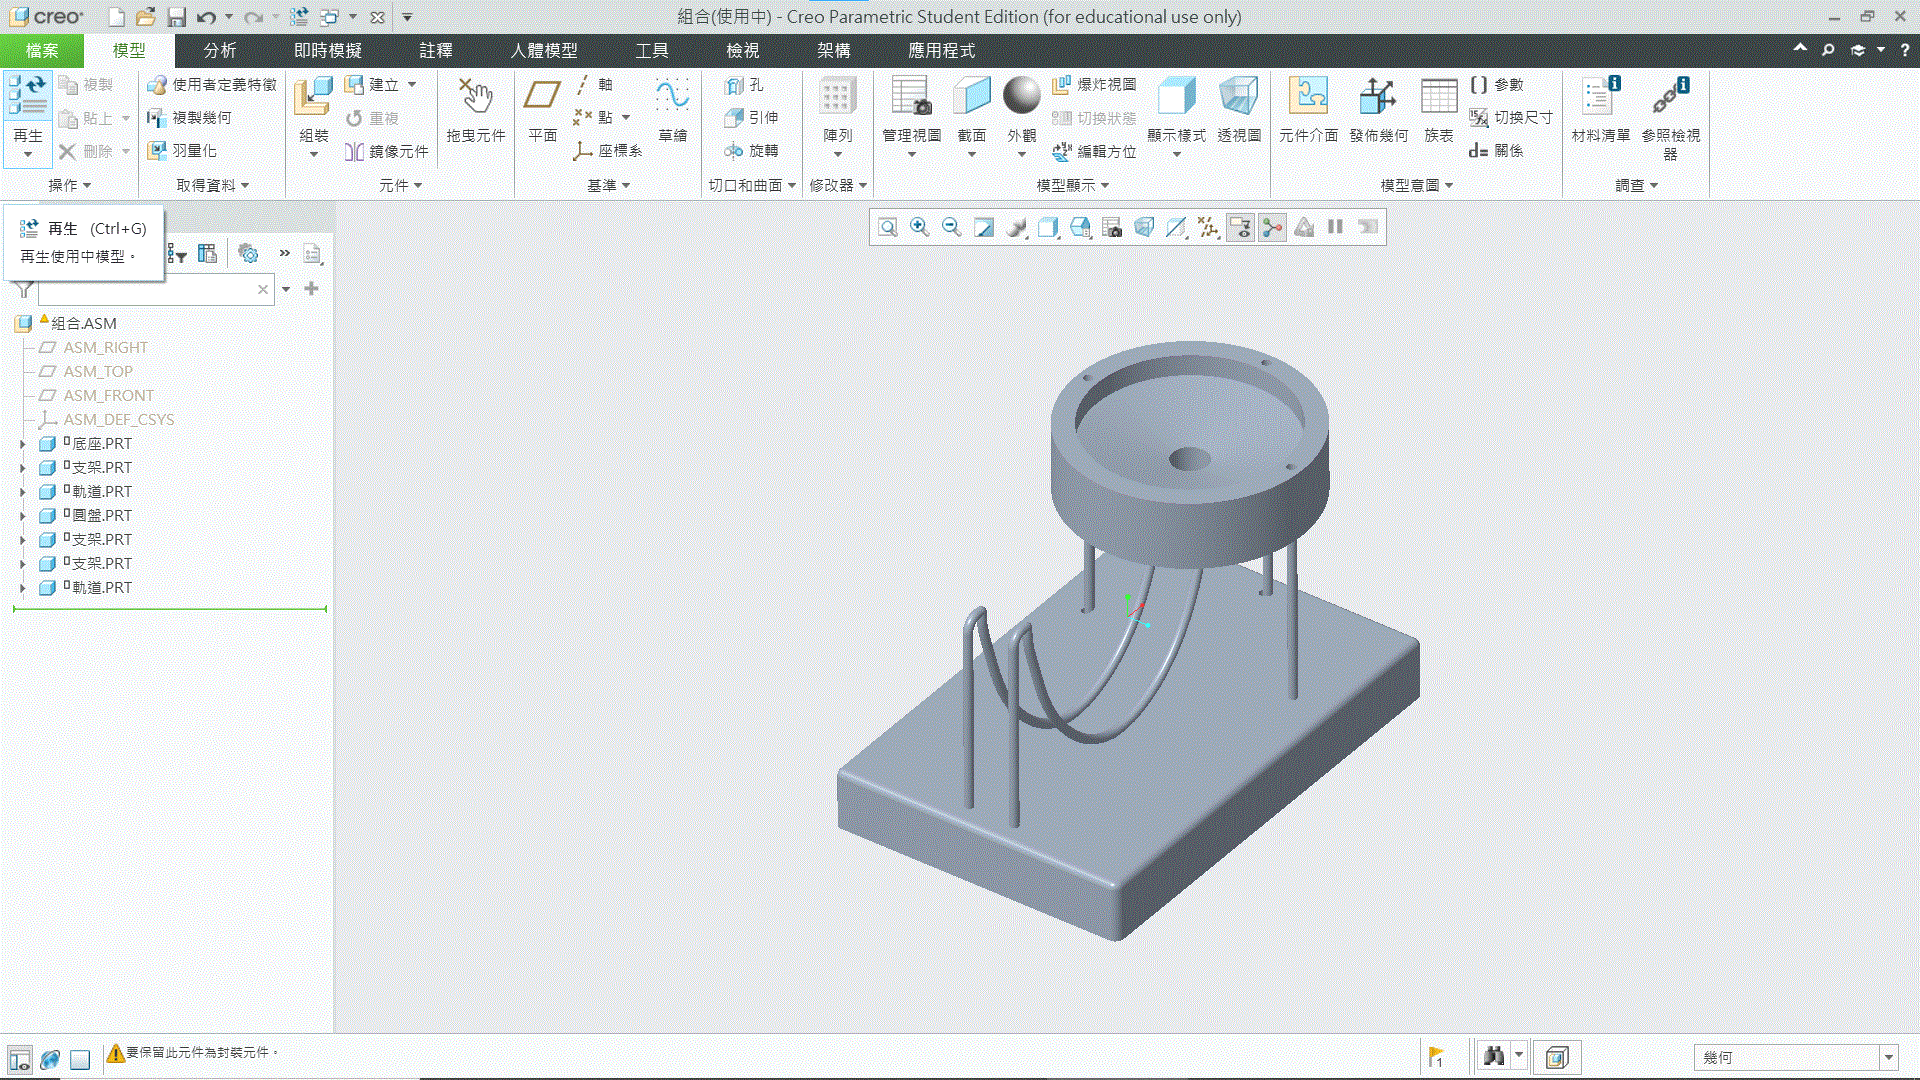 creo
組合(使用中) - Creo Parametric Student Edition (for educational use only)
檔案 模型 分析 即時模擬 註釋 人體模型 工具 檢視 架構 應用程式
再生
複製
貼上
刪除
操作
使用者定義特徵
複製幾何
羽量化
取得資料
組裝
建立
重複
鏡像元件
元件
拖曳元件
平面
軸
點
座標系
草繪
基準
孔
引伸
旋轉
切口和曲面
陣列
修改器
管理視圖
截面
外觀
爆炸視圖
切換狀態
編輯方位
顯示樣式
透視圖
模型顯示
元件介面
發佈幾何
族表
參數
切換尺寸
d= 關係
模型意圖
材料清單
參照檢視器
調查
再生 (Ctrl+G)
再生使用中模型。
組合.ASM
ASM_RIGHT
ASM_TOP
ASM_FRONT
ASM_DEF_CSYS
底座.PRT
支架.PRT
軌道.PRT
圓盤.PRT
支架.PRT
支架.PRT
軌道.PRT
要保留此元件為封裝元件。
1
幾何